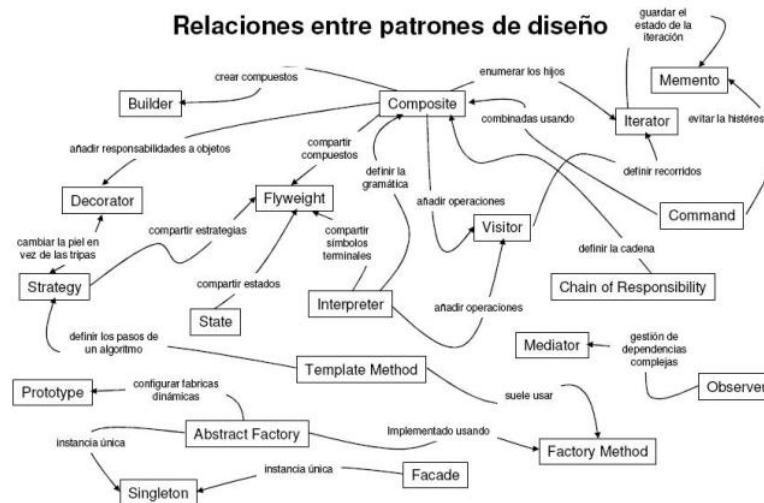 Relaciones entre patrones de diseño
guardar el
estado de la
iteración
crear compuestos
enumerar los hijos
Memento
Builder
Composite
Iterator
combinadas usando
evitar la histéres
añadir responsabilidades a objetos
compartir
compuestos
definir la
gramática
definir recorridos
Decorator
Flyweight
añadir operaciones
Visitor
Command
cambiar la piel en
vez de las tripas
compartir estrategias
compartir
símbolos
terminales
definir la cadena
Strategy
compartir estados
State
Interpreter
añadir operaciones
Chain of Responsibility
definir los pasos de
un algoritmo
Mediator
gestión de
dependencias
complejas
Template Method
Prototype
configurar fabricas
dinámicas
suele usar
Observer
instancia única
Abstract Factory
Implementado usando
Factory Method
instancia única
Facade
Singleton